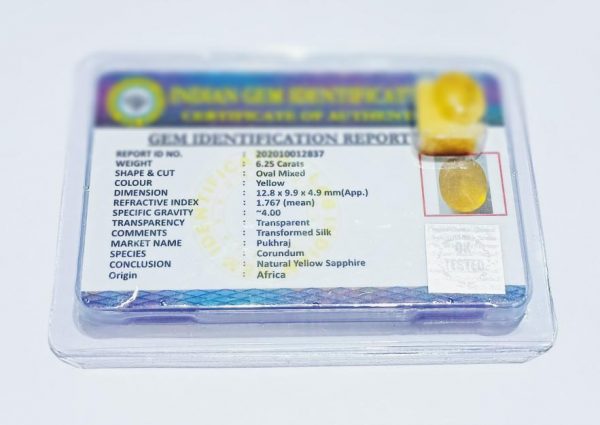 INDIAN GEM IDENTIFICATI
CERTIFICATE OF AUTHENT
GEM IDENTIFICATION REPORT
REPORT ID NO. : 202010012837
WEIGHT : 6.25 Carats
SHAPE & CUT : Oval Mixed
COLOUR : Yellow
DIMENSION : 12.8 x 9.9 x 4.9 mm(App.)
REFRACTIVE INDEX : 1.767 (mean)
SPECIFIC GRAVITY : ~4.00
TRANSPARENCY : Transparent
COMMENTS : Transformed Silk
MARKET NAME : Pukhraj
SPECIES : Corundum
CONCLUSION : Natural Yellow Sapphire
Origin : Africa
OK
TESTED